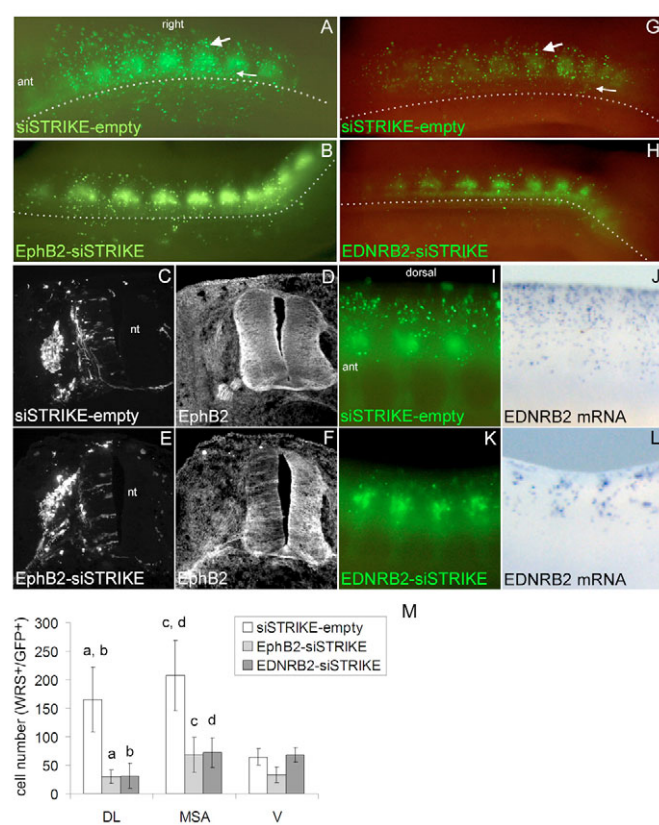 right
A
ant
siSTRIKE-empty
G
siSTRIKE-empty
B
EphB2-siSTRIKE
H
EDNRB2-siSTRIKE
C
nt
siSTRIKE-empty
D
EphB2
dorsal
I
ant
siSTRIKE-empty
J
EDNRB2 mRNA
E
nt
EphB2-siSTRIKE
F
EphB2
K
EDNRB2-siSTRIKE
L
EDNRB2 mRNA
M
cell number (WRS+/GFP+)
300
250
200
150
100
50
0
siSTRIKE-empty
EphB2-siSTRIKE
EDNRB2-siSTRIKE
a, b
a
b
c, d
c
d
DL
MSA
V